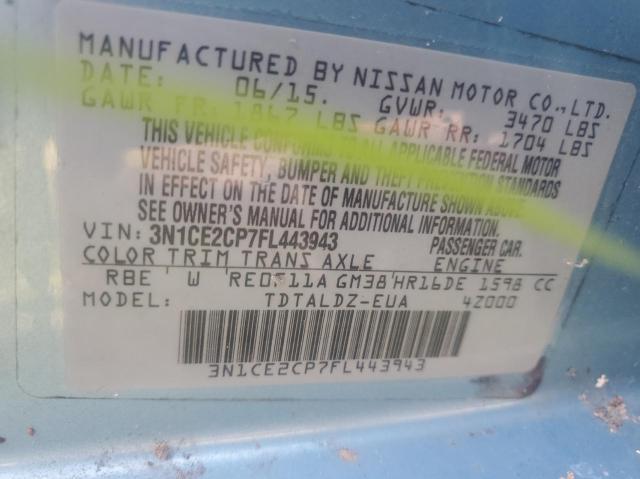 MANUFACTURED BY NISSAN MOTOR CO., LTD.
DATE: 06/15. GVWR: 3470 LBS
GAWR FR: 1867 LBS GAWR RR: 1704 LBS
THIS VEHICLE CONFORMS TO ALL APPLICABLE FEDERAL MOTOR
VEHICLE SAFETY, BUMPER AND THEFT PREVENTION STANDARDS
IN EFFECT ON THE DATE OF MANUFACTURE SHOWN ABOVE.
SEE OWNER'S MANUAL FOR ADDITIONAL INFORMATION.
VIN: 3N1CE2CP7FL443943 PASSENGER CAR.
COLOR TRIM TRANS AXLE ENGINE
RBE W RE0F11A GM38 HR16DE 1598 CC
MODEL: TDTALDZ-EUA 4Z000
3N1CE2CP7FL443943